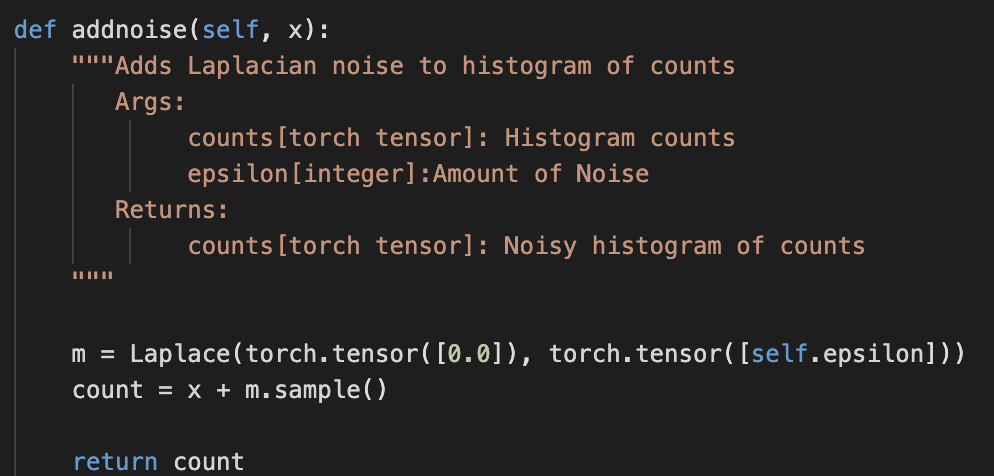 def addnoise(self, x):
"""Adds Laplacian noise to histogram of counts
Args:
counts[torch tensor]: Histogram counts
epsilon[integer]:Amount of Noise
Returns:
counts[torch tensor]: Noisy histogram of counts
"""
m = Laplace(torch.tensor([0.0]), torch.tensor([self.epsilon]))
count = x + m.sample()
return count